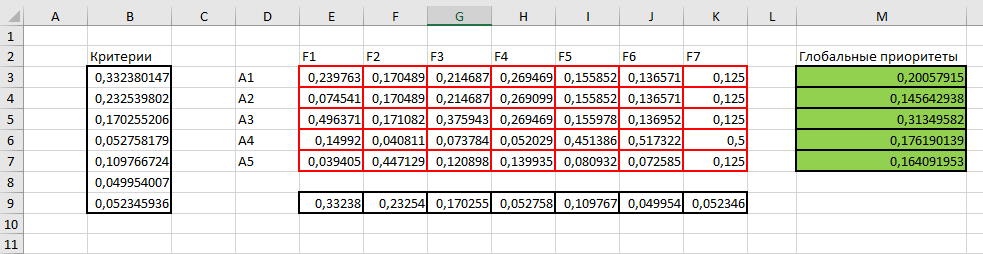 A B C D E F G H I J K L M
1
2 Критерии F1 F2 F3 F4 F5 F6 F7 Глобальные приоритеты
3 0,332380147 A1 0,239763 0,170489 0,214687 0,269469 0,155852 0,136571 0,125 0,20057915
4 0,232539802 A2 0,074541 0,170489 0,214687 0,269099 0,155852 0,136571 0,125 0,145642938
5 0,170255206 A3 0,496371 0,171082 0,375943 0,269469 0,155978 0,136952 0,125 0,31349582
6 0,052758179 A4 0,14992 0,040811 0,073784 0,052029 0,451386 0,517322 0,5 0,176190139
7 0,109766724 A5 0,039405 0,447129 0,120898 0,139935 0,080932 0,072585 0,125 0,164091953
8 0,049954007
9 0,052345936 0,33238 0,23254 0,170255 0,052758 0,109767 0,049954 0,052346
10
11